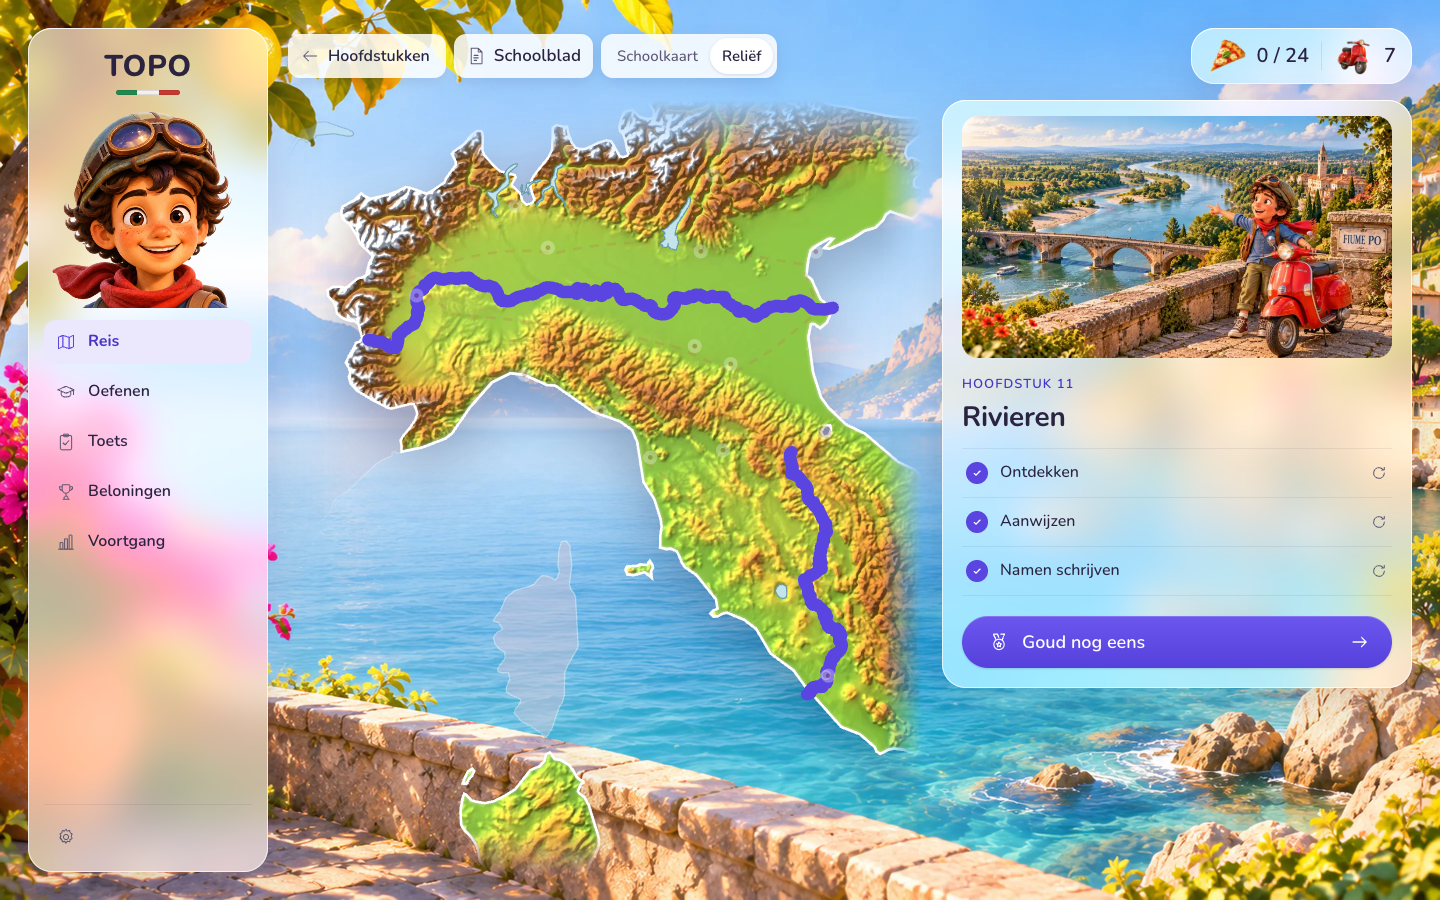 TOPO
Reis
Oefenen
Toets
Beloningen
Voortgang
Hoofdstukken
Schoolblad
Schoolkaart
Reliëf
0 / 24
7
FIUME PO
HOOFDSTUK 11
Rivieren
Ontdekken
Aanwijzen
Namen schrijven
Goud nog eens